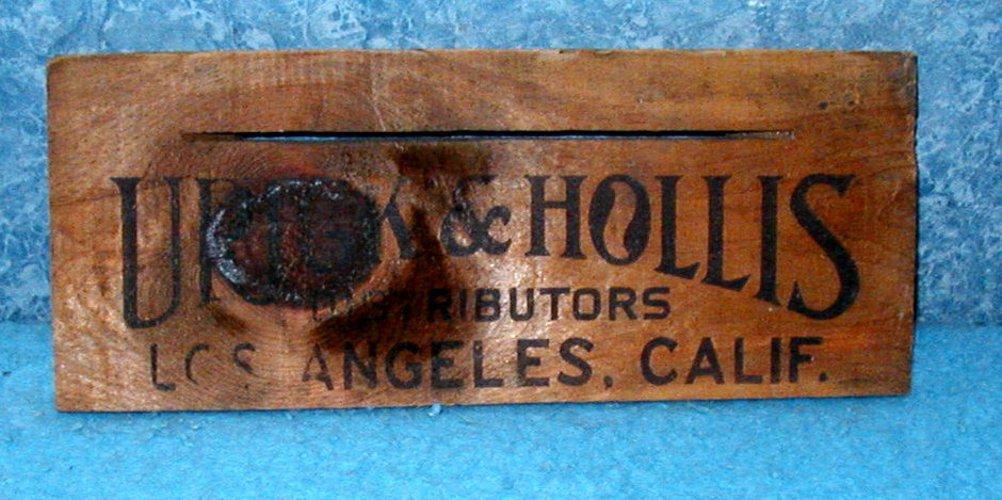 & HOLLIS
DISTRIBUTORS
LOS ANGELES, CALIF.